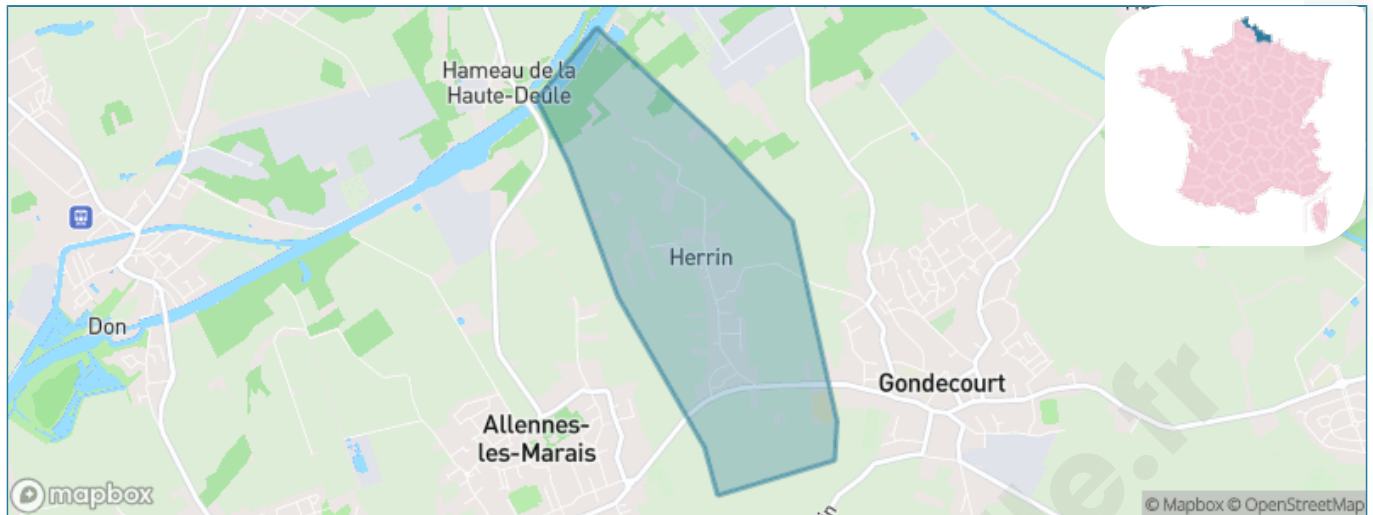 Hameau de la
Haute-Deûle
Herrin
Don
Gondecourt
Allennes-
les-Marais
mapbox
© Mapbox © OpenStreetMap